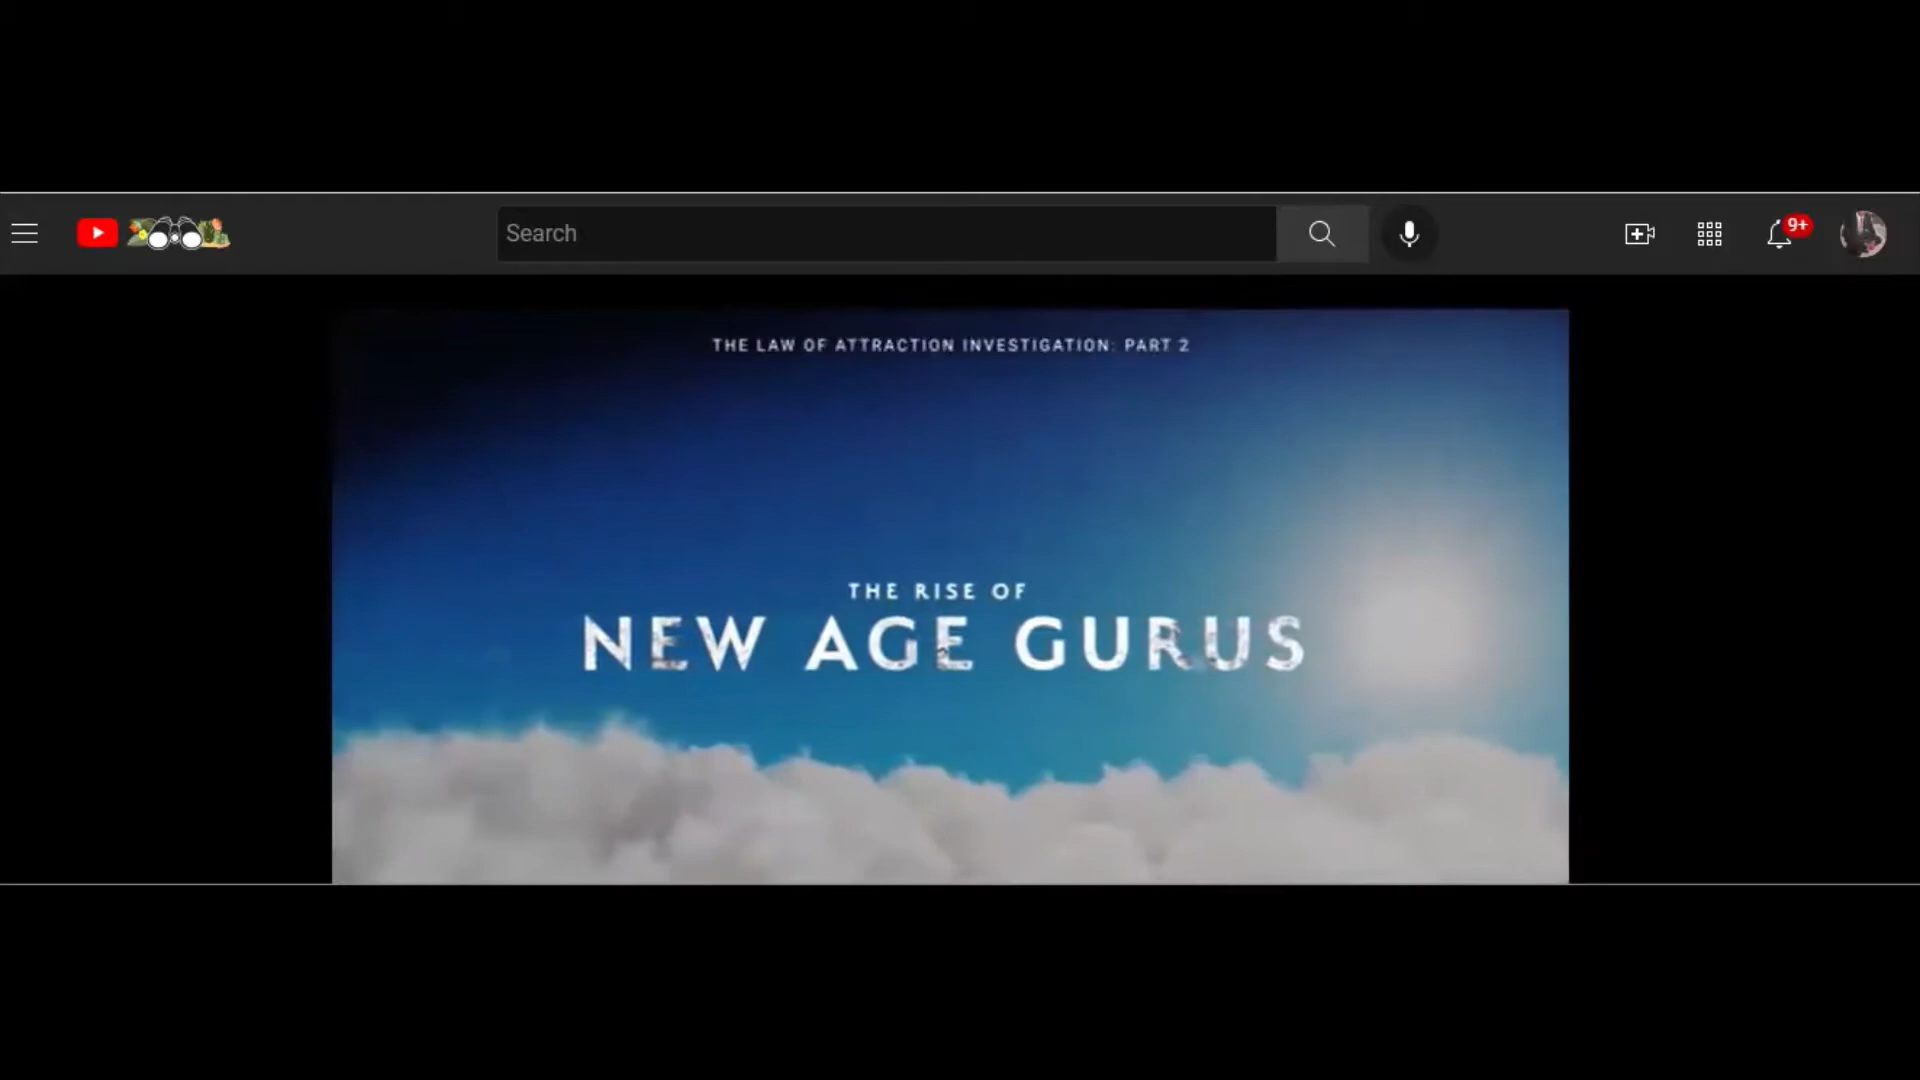 Search
9+
THE LAW OF ATTRACTION INVESTIGATION: PART 2
THE RISE OF
NEW AGE GURUS